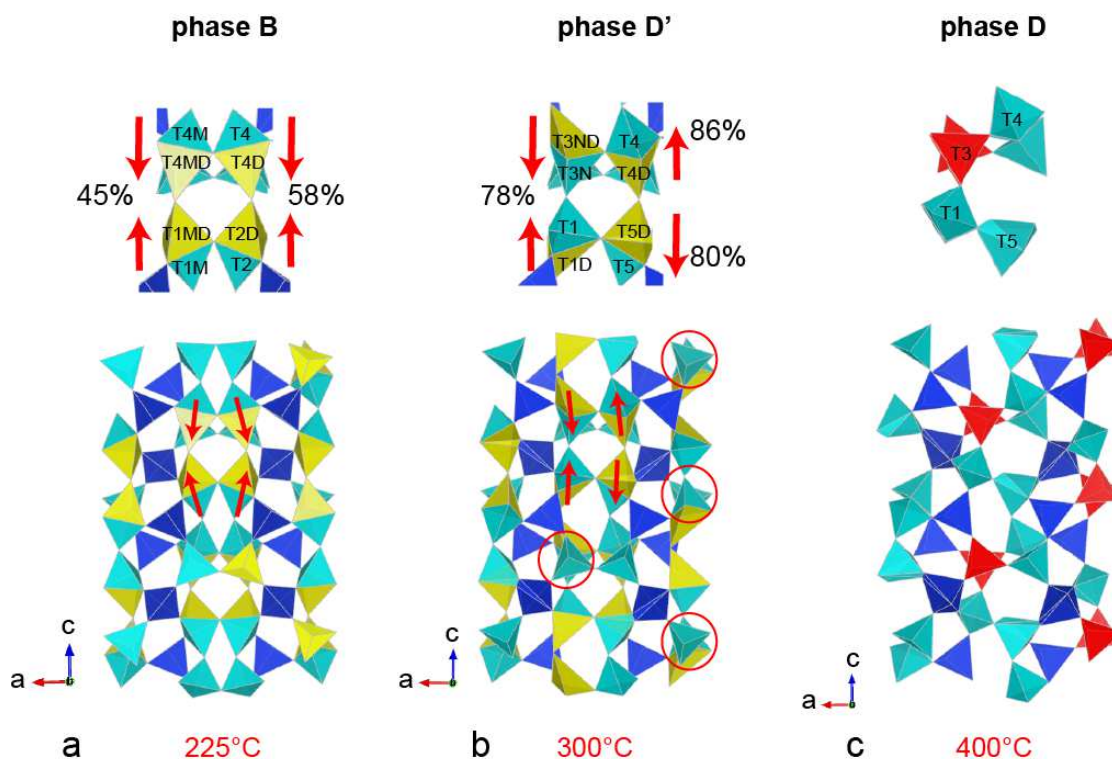 phase B
phase D’
phase D
T4M T4
T4MD T4D
45%
58%
T1MD T2D
T1M T2
T3ND T4
T3N T4D
86%
78%
T1 T5D
T1D T5
80%
T4
T3
T1
T5
c
a
c
a
c
a
a 225°C
b 300°C
c 400°C